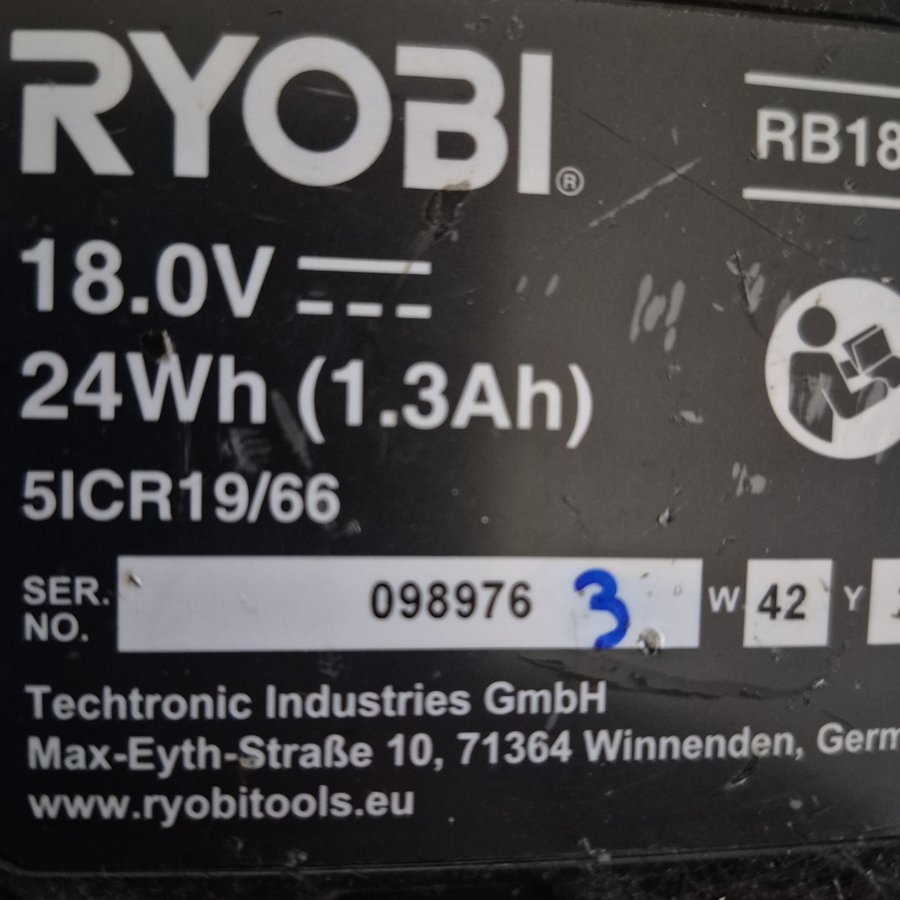 RYOBI®
RB18
18.0V
24Wh (1.3Ah)
5ICR19/66
SER. NO. 098976 3 W 42 Y
Techtronic Industries GmbH
Max-Eyth-Straße 10, 71364 Winnenden, Germ
www.ryobitools.eu